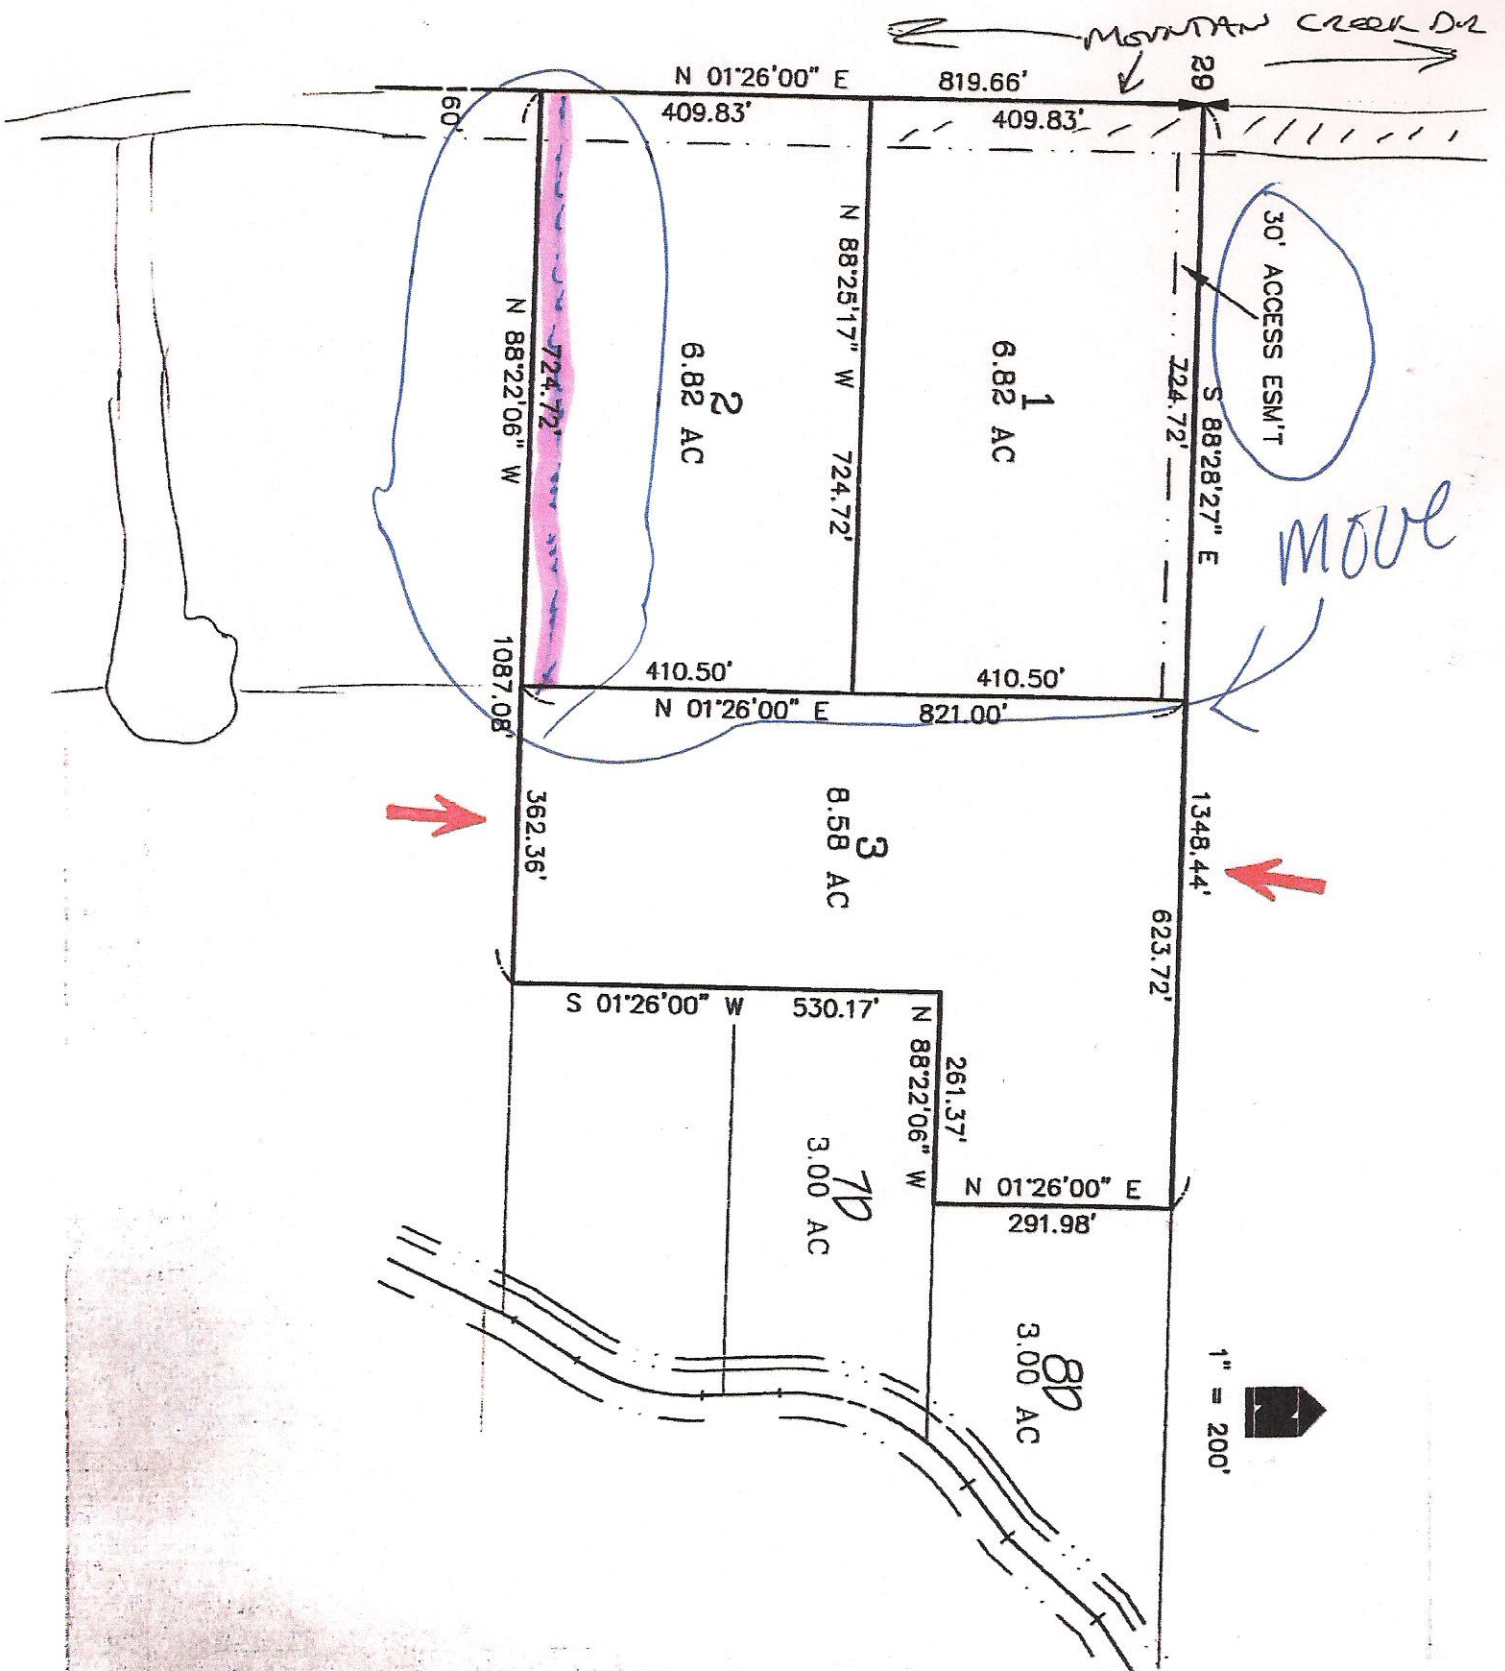 MOUNTAN CREEK DR
29
N 01°26'00" E 819.66'
60'
409.83'
409.83'
30' ACCESS ESM'T
N 88°25'17" W 724.72'
724.72'
S 88°28'27" E
1
6.82 AC
2
6.82 AC
724.72'
N 88°22'06" W
MOVE
410.50'
410.50'
N 01°26'00" E 821.00'
1087.08'
362.36'
3
8.58 AC
1348.44'
623.72'
S 01°26'00" W 530.17'
N 88°22'06" W
261.37'
N 01°26'00" E
291.98'
7D
3.00 AC
8D
3.00 AC
N
1" = 200'